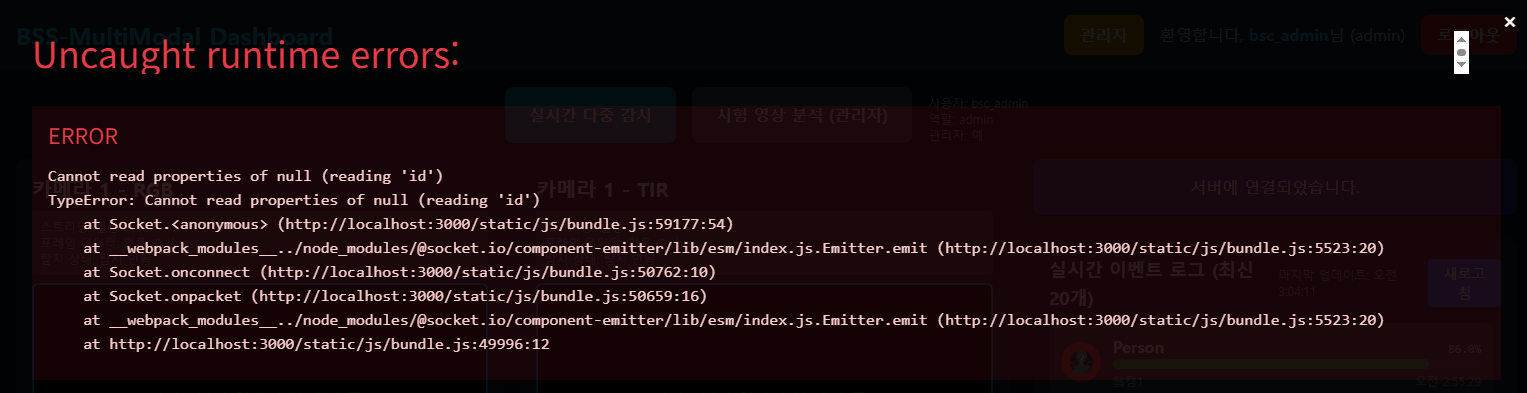 BSS-MultiModal Dashboard
관리자
환영합니다, bsc_admin님 (admin)
로그아웃
Uncaught runtime errors:
실시간 다중 감시
시험 영상 분석 (관리자)
사용자: bsc_admin
역할: admin
관리자: 예
ERROR
Cannot read properties of null (reading 'id')
카메라 1 - RGB
카메라 1 - TIR
서버에 연결되었습니다.
TypeError: Cannot read properties of null (reading 'id')
at Socket.<anonymous> (http://localhost:3000/static/js/bundle.js:59177:54)
at __webpack_modules__../node_modules/@socket.io/component-emitter/lib/esm/index.js.Emitter.emit (http://localhost:3000/static/js/bundle.js:5523:20)
at Socket.onconnect (http://localhost:3000/static/js/bundle.js:50762:10)
at Socket.onpacket (http://localhost:3000/static/js/bundle.js:50659:16)
at __webpack_modules__../node_modules/@socket.io/component-emitter/lib/esm/index.js.Emitter.emit (http://localhost:3000/static/js/bundle.js:5523:20)
at http://localhost:3000/static/js/bundle.js:49996:12
실시간 이벤트 로그 (최신
20개)
마지막 업데이트: 오전
3:04:11
새로고
침
Person
86.0%
오전 2:55:29